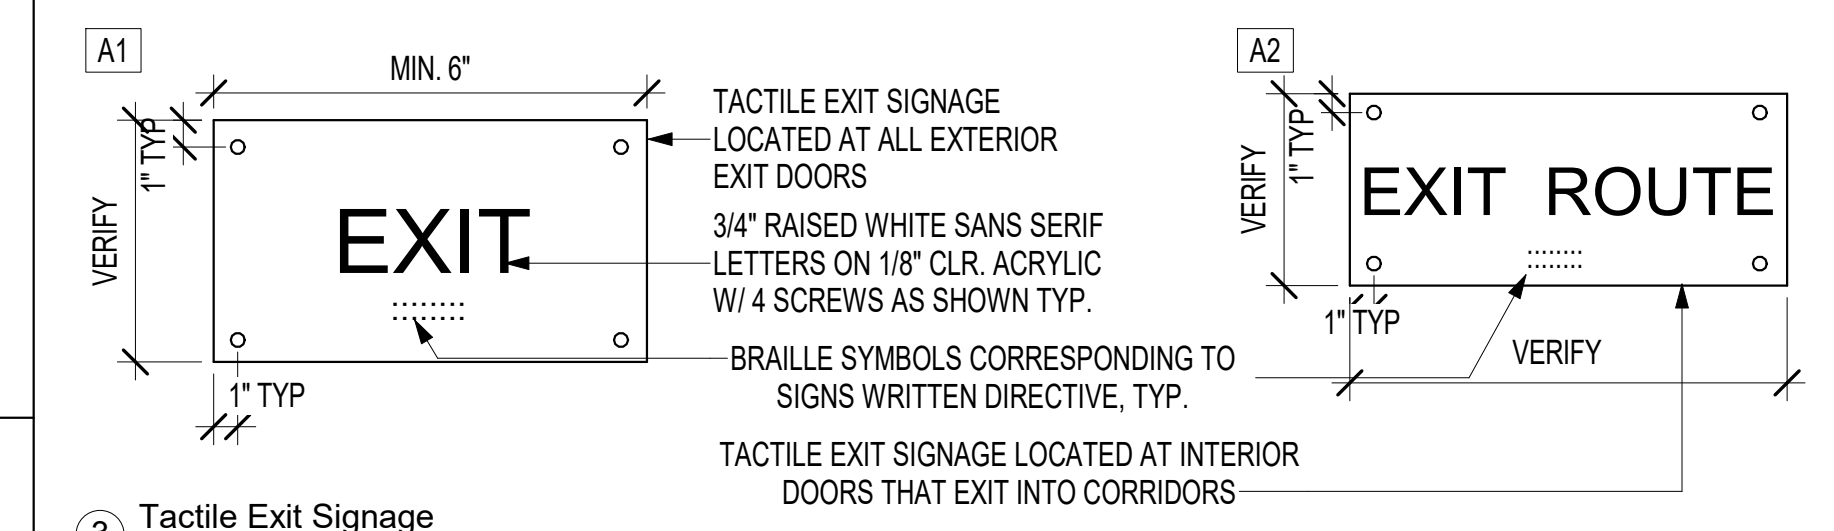 A1
MIN. 6"
1" TYP
VERIFY
EXIT
1" TYP
TACTILE EXIT SIGNAGE
LOCATED AT ALL EXTERIOR
EXIT DOORS
3/4" RAISED WHITE SANS SERIF
LETTERS ON 1/8" CLR. ACRYLIC
W/ 4 SCREWS AS SHOWN TYP.
BRAILLE SYMBOLS CORRESPONDING TO
SIGNS WRITTEN DIRECTIVE, TYP.
TACTILE EXIT SIGNAGE LOCATED AT INTERIOR
DOORS THAT EXIT INTO CORRIDORS
A2
1" TYP
VERIFY
EXIT ROUTE
1" TYP
VERIFY
3
Tactile Exit Signage